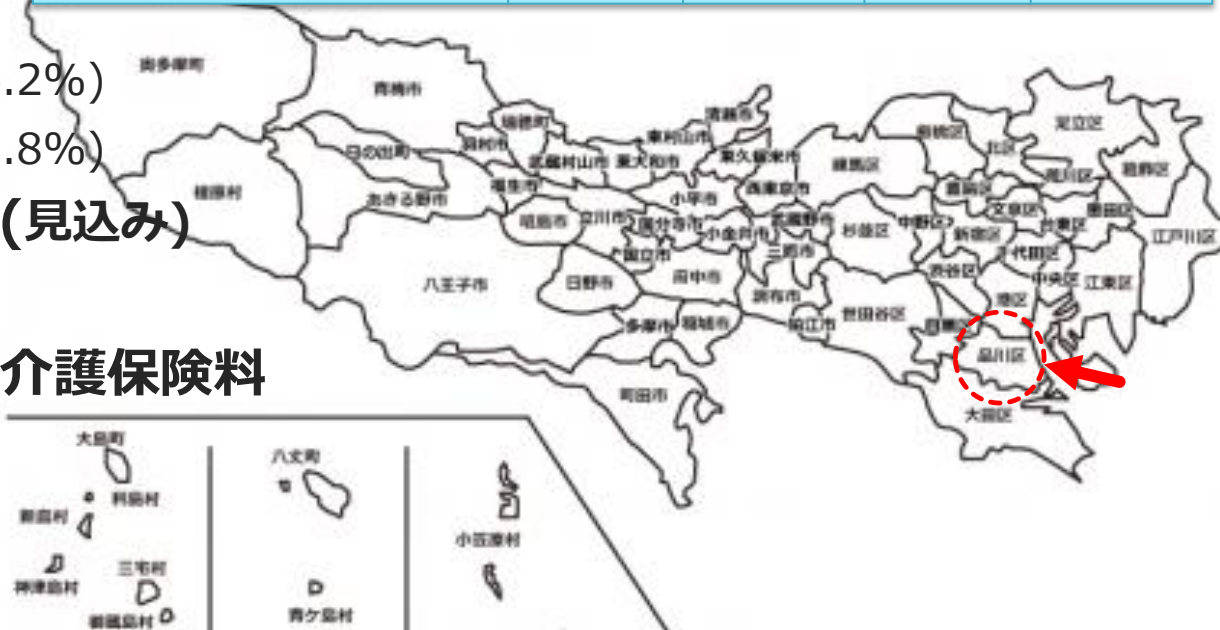 .2%)
.8%)
(見込み)
介護保険料
奥多摩町
青梅市
檜原村
日の出町
あきる野市
瑞穂町
羽村市
福生市
武蔵村山市
東大和市
東村山市
清瀬市
東久留米市
西東京市
小平市
昭島市
立川市
国分寺市
小金井市
武蔵野市
三鷹市
国立市
府中市
調布市
狛江市
八王子市
日野市
多摩市
稲城市
町田市
練馬区
板橋区
北区
足立区
葛飾区
荒川区
豊島区
文京区
台東区
墨田区
江戸川区
杉並区
中野区
新宿区
千代田区
中央区
江東区
渋谷区
港区
世田谷区
目黒区
品川区
大田区
大島町
利島村
新島村
神津島村
三宅村
御蔵島村
八丈町
青ケ島村
小笠原村